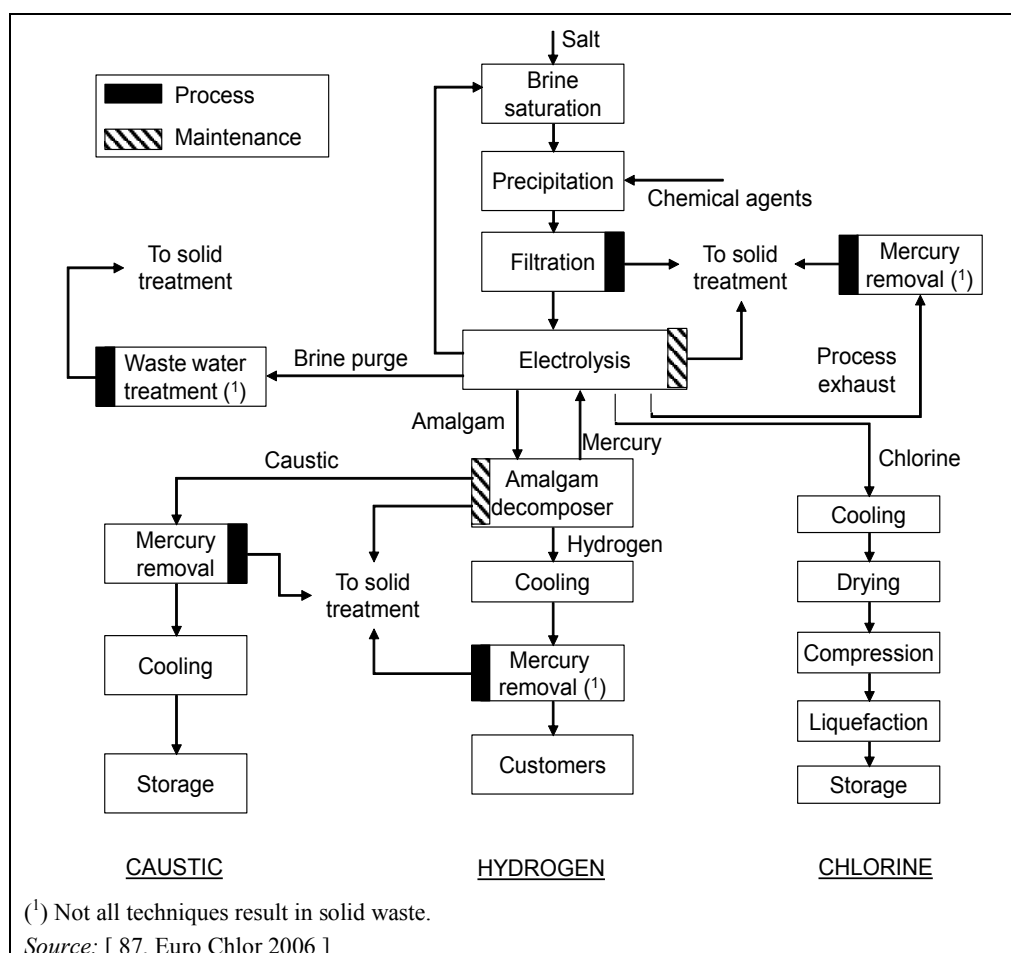 Salt
Process
Maintenance
Brine
saturation
Precipitation
Chemical agents
To solid
treatment
Filtration
To solid
treatment
Mercury
removal (¹)
Waste water
treatment (¹)
Brine purge
Electrolysis
Process
exhaust
Amalgam
Mercury
Caustic
Amalgam
decomposer
Chlorine
Mercury
removal
Hydrogen
To solid
treatment
Cooling
Cooling
Drying
Cooling
Mercury
removal (¹)
Compression
Liquefaction
Storage
Customers
Storage
CAUSTIC
HYDROGEN
CHLORINE
(¹) Not all techniques result in solid waste.
Source: [ 87, Euro Chlor 2006 ]